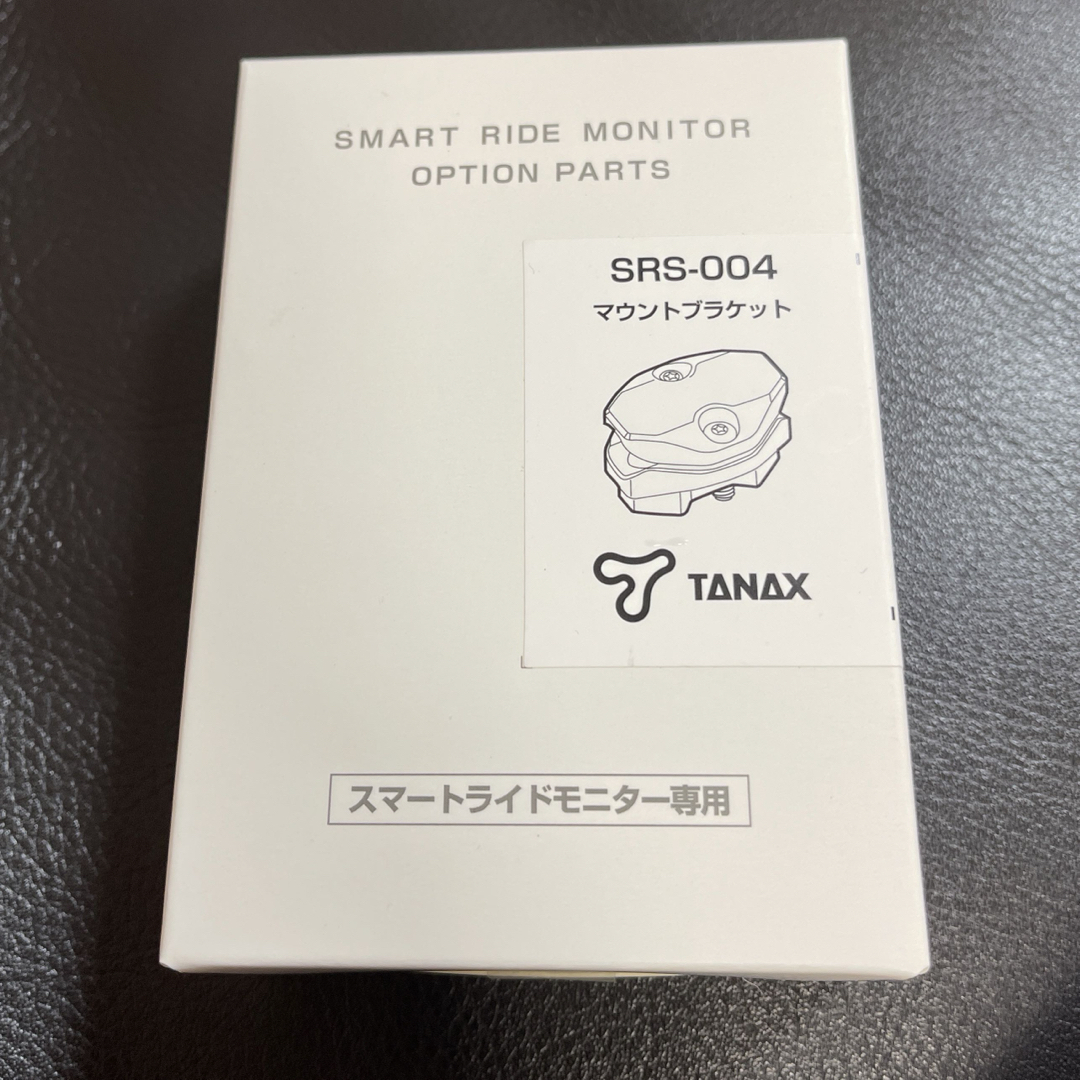 SMART RIDE MONITOR
OPTION PARTS
SRS-004
マウントブラケット
TANAX
スマートライドモニター専用